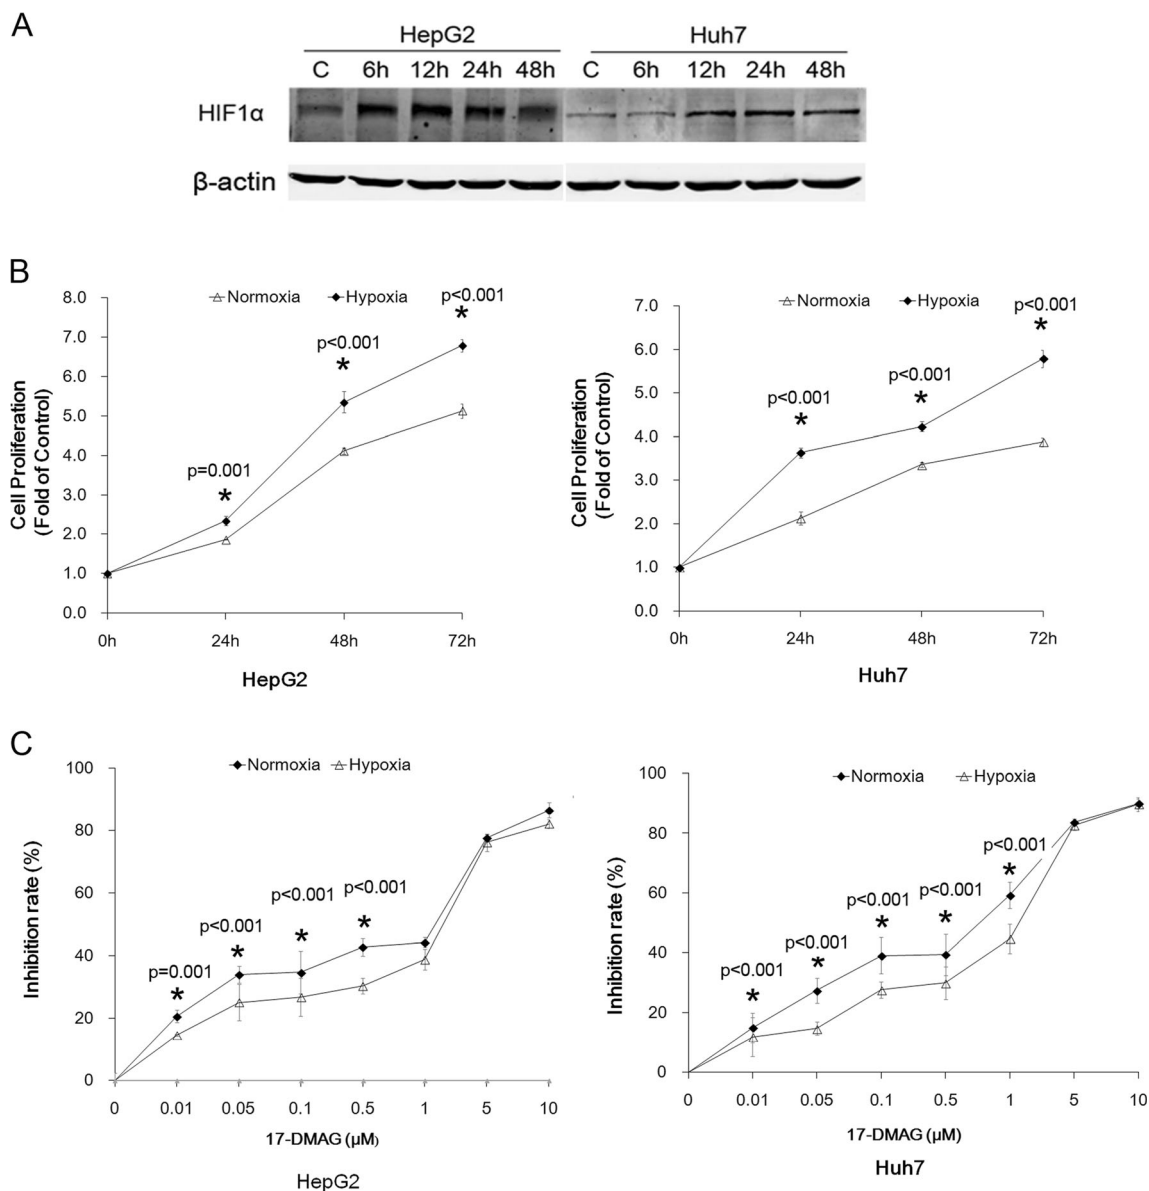 A
HepG2 Huh7
C 6h 12h 24h 48h C 6h 12h 24h 48h
HIF1α
β-actin
B
Normoxia Hypoxia
p<0.001
*
p<0.001
*
p=0.001
*
8.0
7.0
6.0
5.0
4.0
3.0
2.0
1.0
0.0
Cell Proliferation
(Fold of Control)
0h 24h 48h 72h
HepG2
Normoxia Hypoxia
p<0.001
*
p<0.001
*
p<0.001
*
7.0
6.0
5.0
4.0
3.0
2.0
1.0
0.0
Cell Proliferation
(Fold of Control)
0h 24h 48h 72h
Huh7
C
Normoxia Hypoxia
100
80
60
40
20
0
Inhibition rate (%)
p=0.001
*
p<0.001
*
p<0.001
*
p<0.001
*
0 0.01 0.05 0.1 0.5 1 5 10
17-DMAG (μM)
HepG2
Normoxia Hypoxia
100
80
60
40
20
0
Inhibition rate (%)
p<0.001
*
p<0.001
*
p<0.001
*
p<0.001
*
p<0.001
*
0 0.01 0.05 0.1 0.5 1 5 10
17-DMAG (μM)
Huh7